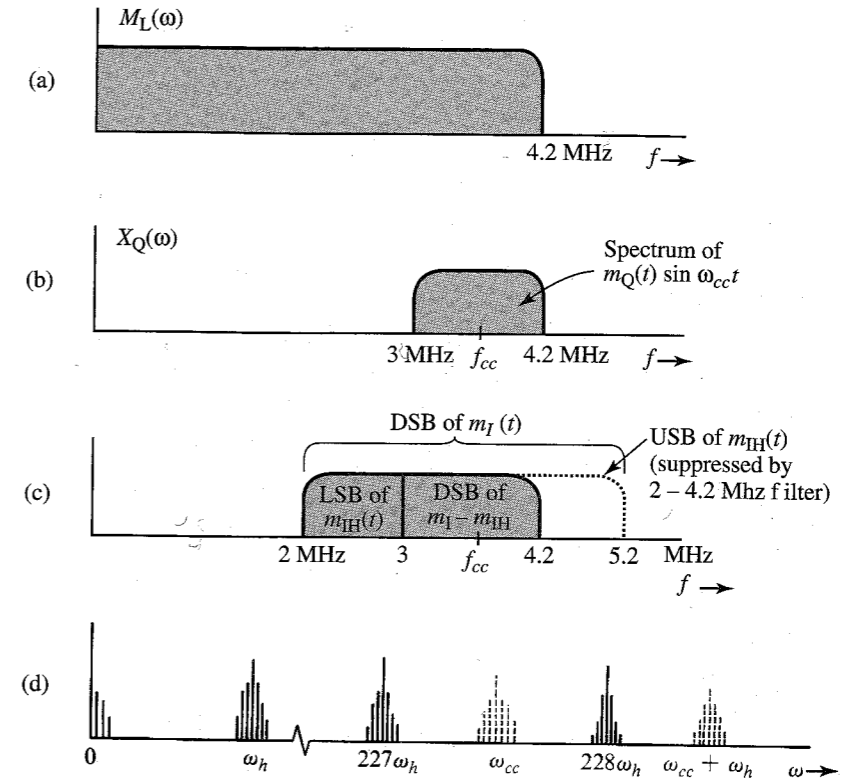 M_L(ω)
(a)
4.2 MHz f→
X_Q(ω)
Spectrum of
m_Q(t) sin ω_cc t
(b)
3 MHz f_cc 4.2 MHz f→
DSB of m_I (t)
USB of m_IH(t)
(suppressed by
2 – 4.2 Mhz f ilter)
(c)
LSB of
m_IH(t)
DSB of
m_I – m_IH
2 MHz 3 f_cc 4.2 5.2 MHz
f →
(d)
0 ω_h 227ω_h ω_cc 228ω_h ω_cc + ω_h ω→